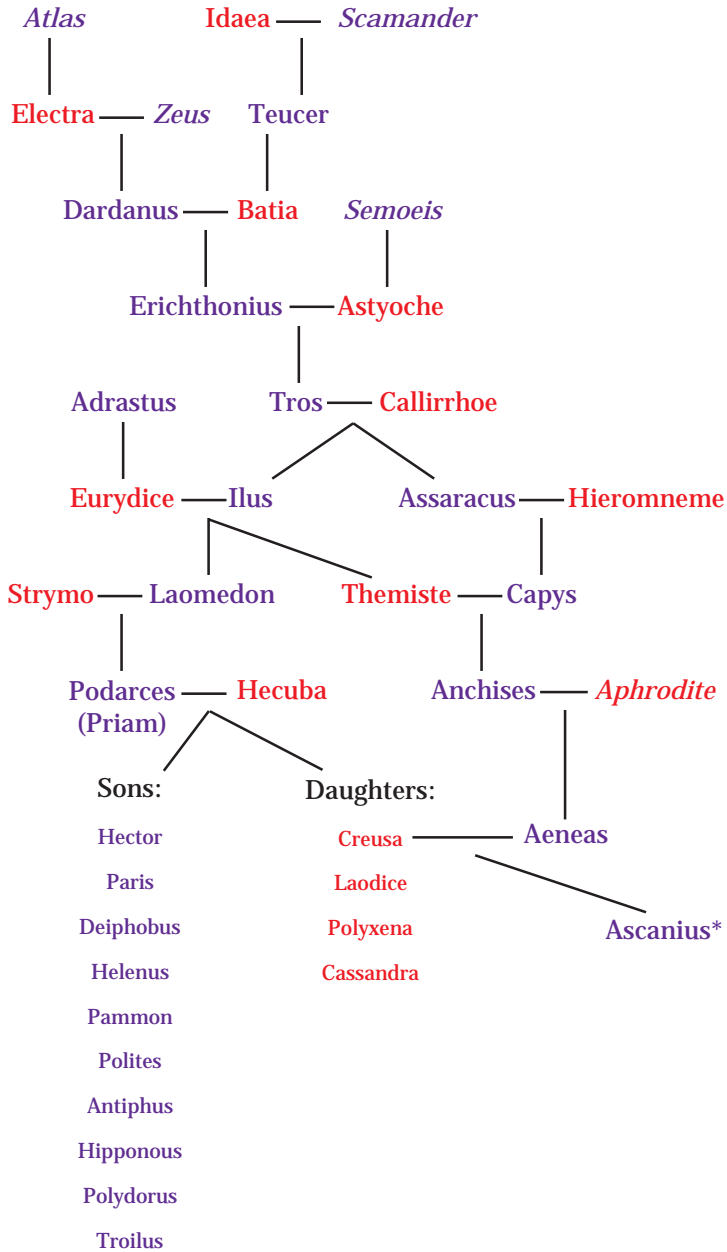 Atlas Idaea Scamander
Electra Zeus Teucer
Dardanus Batia Semoeis
Erichthonius Astyoche
Adrastus Tros Callirrhoe
Eurydice Ilus Assaracus Hieromneme
Strymo Laomedon Themiste Capys
Podarces Hecuba Anchises Aphrodite
(Priam)
Sons: Daughters:
Hector Creusa Aeneas
Paris Laodice
Deiphobus Polyxena Ascanius*
Helenus Cassandra
Pammon
Polites
Antiphus
Hipponous
Polydorus
Troilus